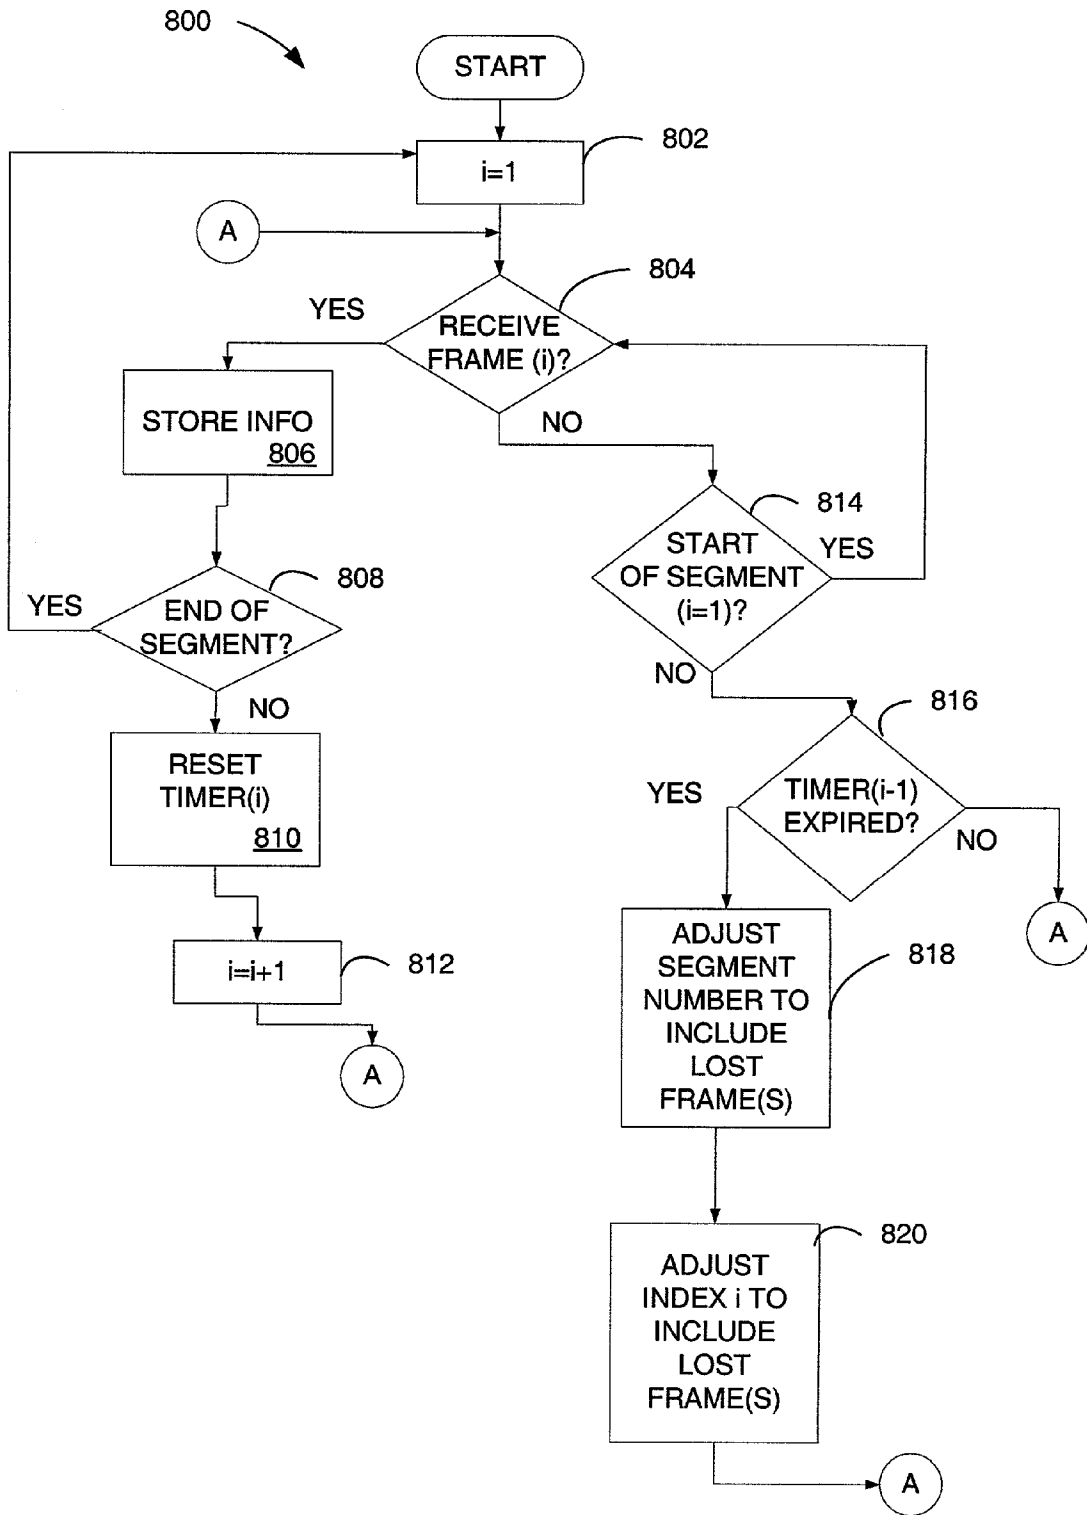 800
START
802
i=1
A
804
YES
RECEIVE
FRAME (i)?
NO
STORE INFO
806
814
START
OF SEGMENT
(i=1)?
YES
NO
808
YES
END OF
SEGMENT?
NO
816
YES
TIMER(i-1)
EXPIRED?
NO
A
RESET
TIMER(i)
810
812
i=i+1
A
818
ADJUST
SEGMENT
NUMBER TO
INCLUDE
LOST
FRAME(S)
820
ADJUST
INDEX i TO
INCLUDE
LOST
FRAME(S)
A